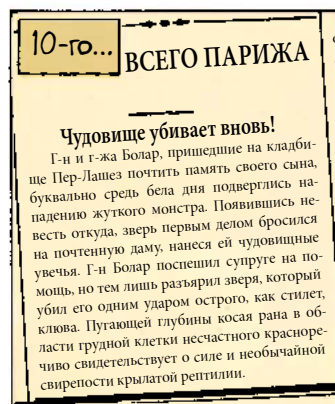 10-го...
ВСЕГО ПАРИЖА
Чудовище убивает вновь!
Г-н и г-жа Болар, пришедшие на кладби-
ще Пер-Лашез почтить память своего сына,
буквально средь бела дня подверглись на-
падению жуткого монстра. Появившись не-
весть откуда, зверь первым делом бросился
на почтенную даму, нанеся ей чудовищные
увечья. Г-н Болар поспешил супруге на по-
мощь, но тем лишь разъярил зверя, который
убил его одним ударом острого, как стилет,
клюва. Пугающей глубины косая рана в об-
ласти грудной клетки несчастного красноре-
чиво свидетельствует о силе и необычайной
свирепости крылатой рептилии.